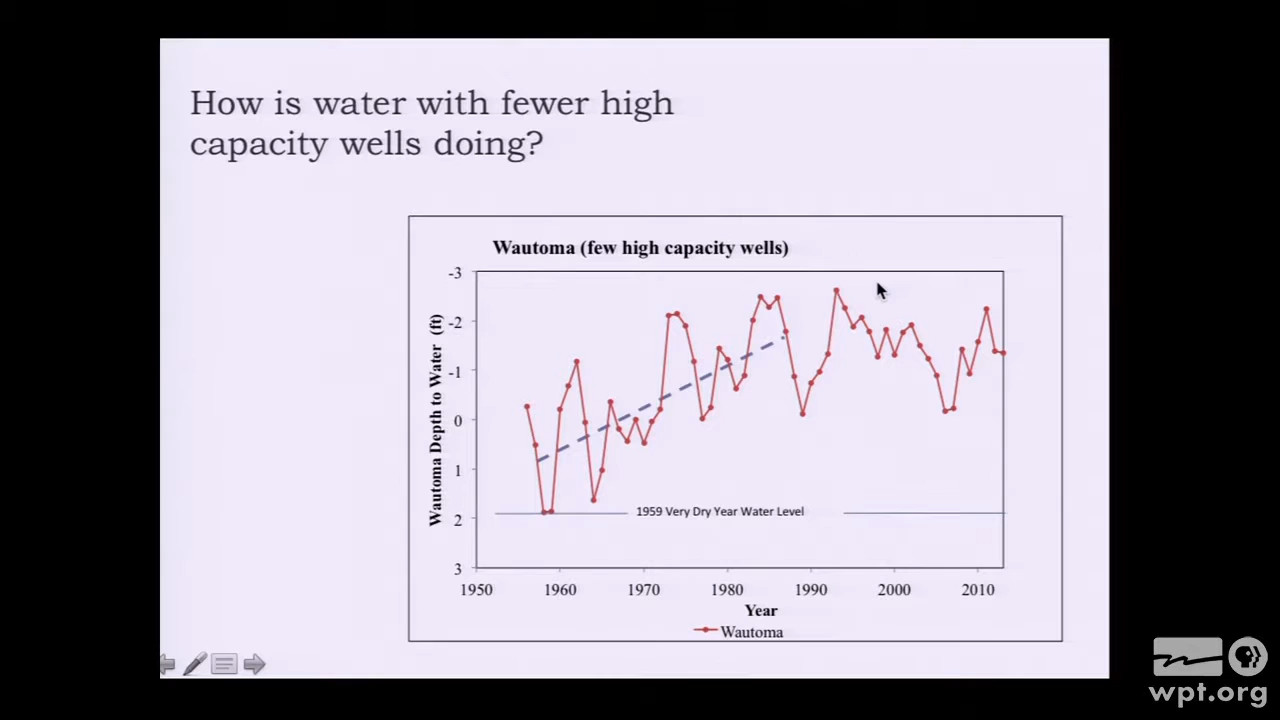 How is water with fewer high
capacity wells doing?
Wautoma (few high capacity wells)
Wautoma Depth to Water (ft)
-3
-2
-1
0
1
2
3
1959 Very Dry Year Water Level
1950 1960 1970 1980 1990 2000 2010
Year
Wautoma
PBS
wpt.org